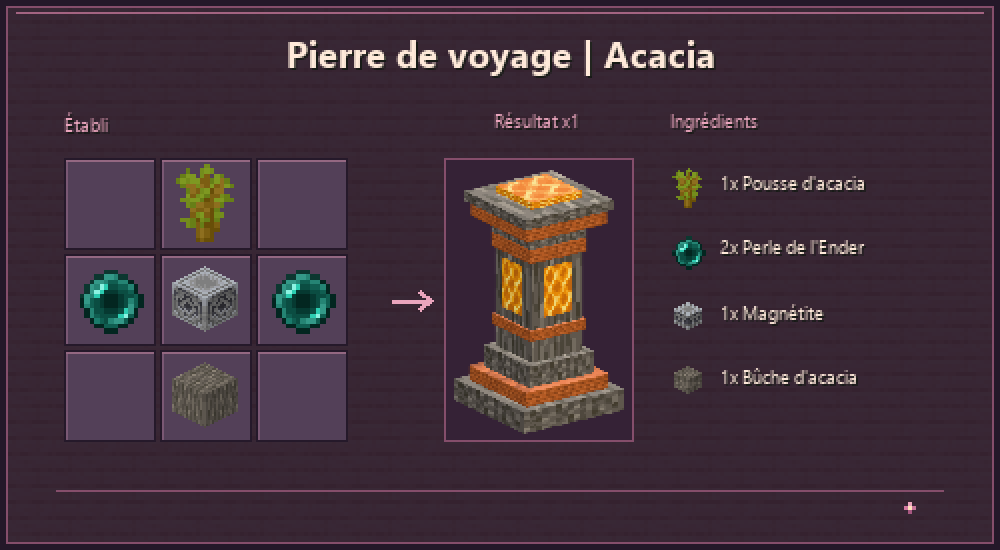 Pierre de voyage | Acacia
Établi
Résultat x1
Ingrédients
1x Pousse d'acacia
2x Perle de l'Ender
1x Magnétite
1x Bûche d'acacia